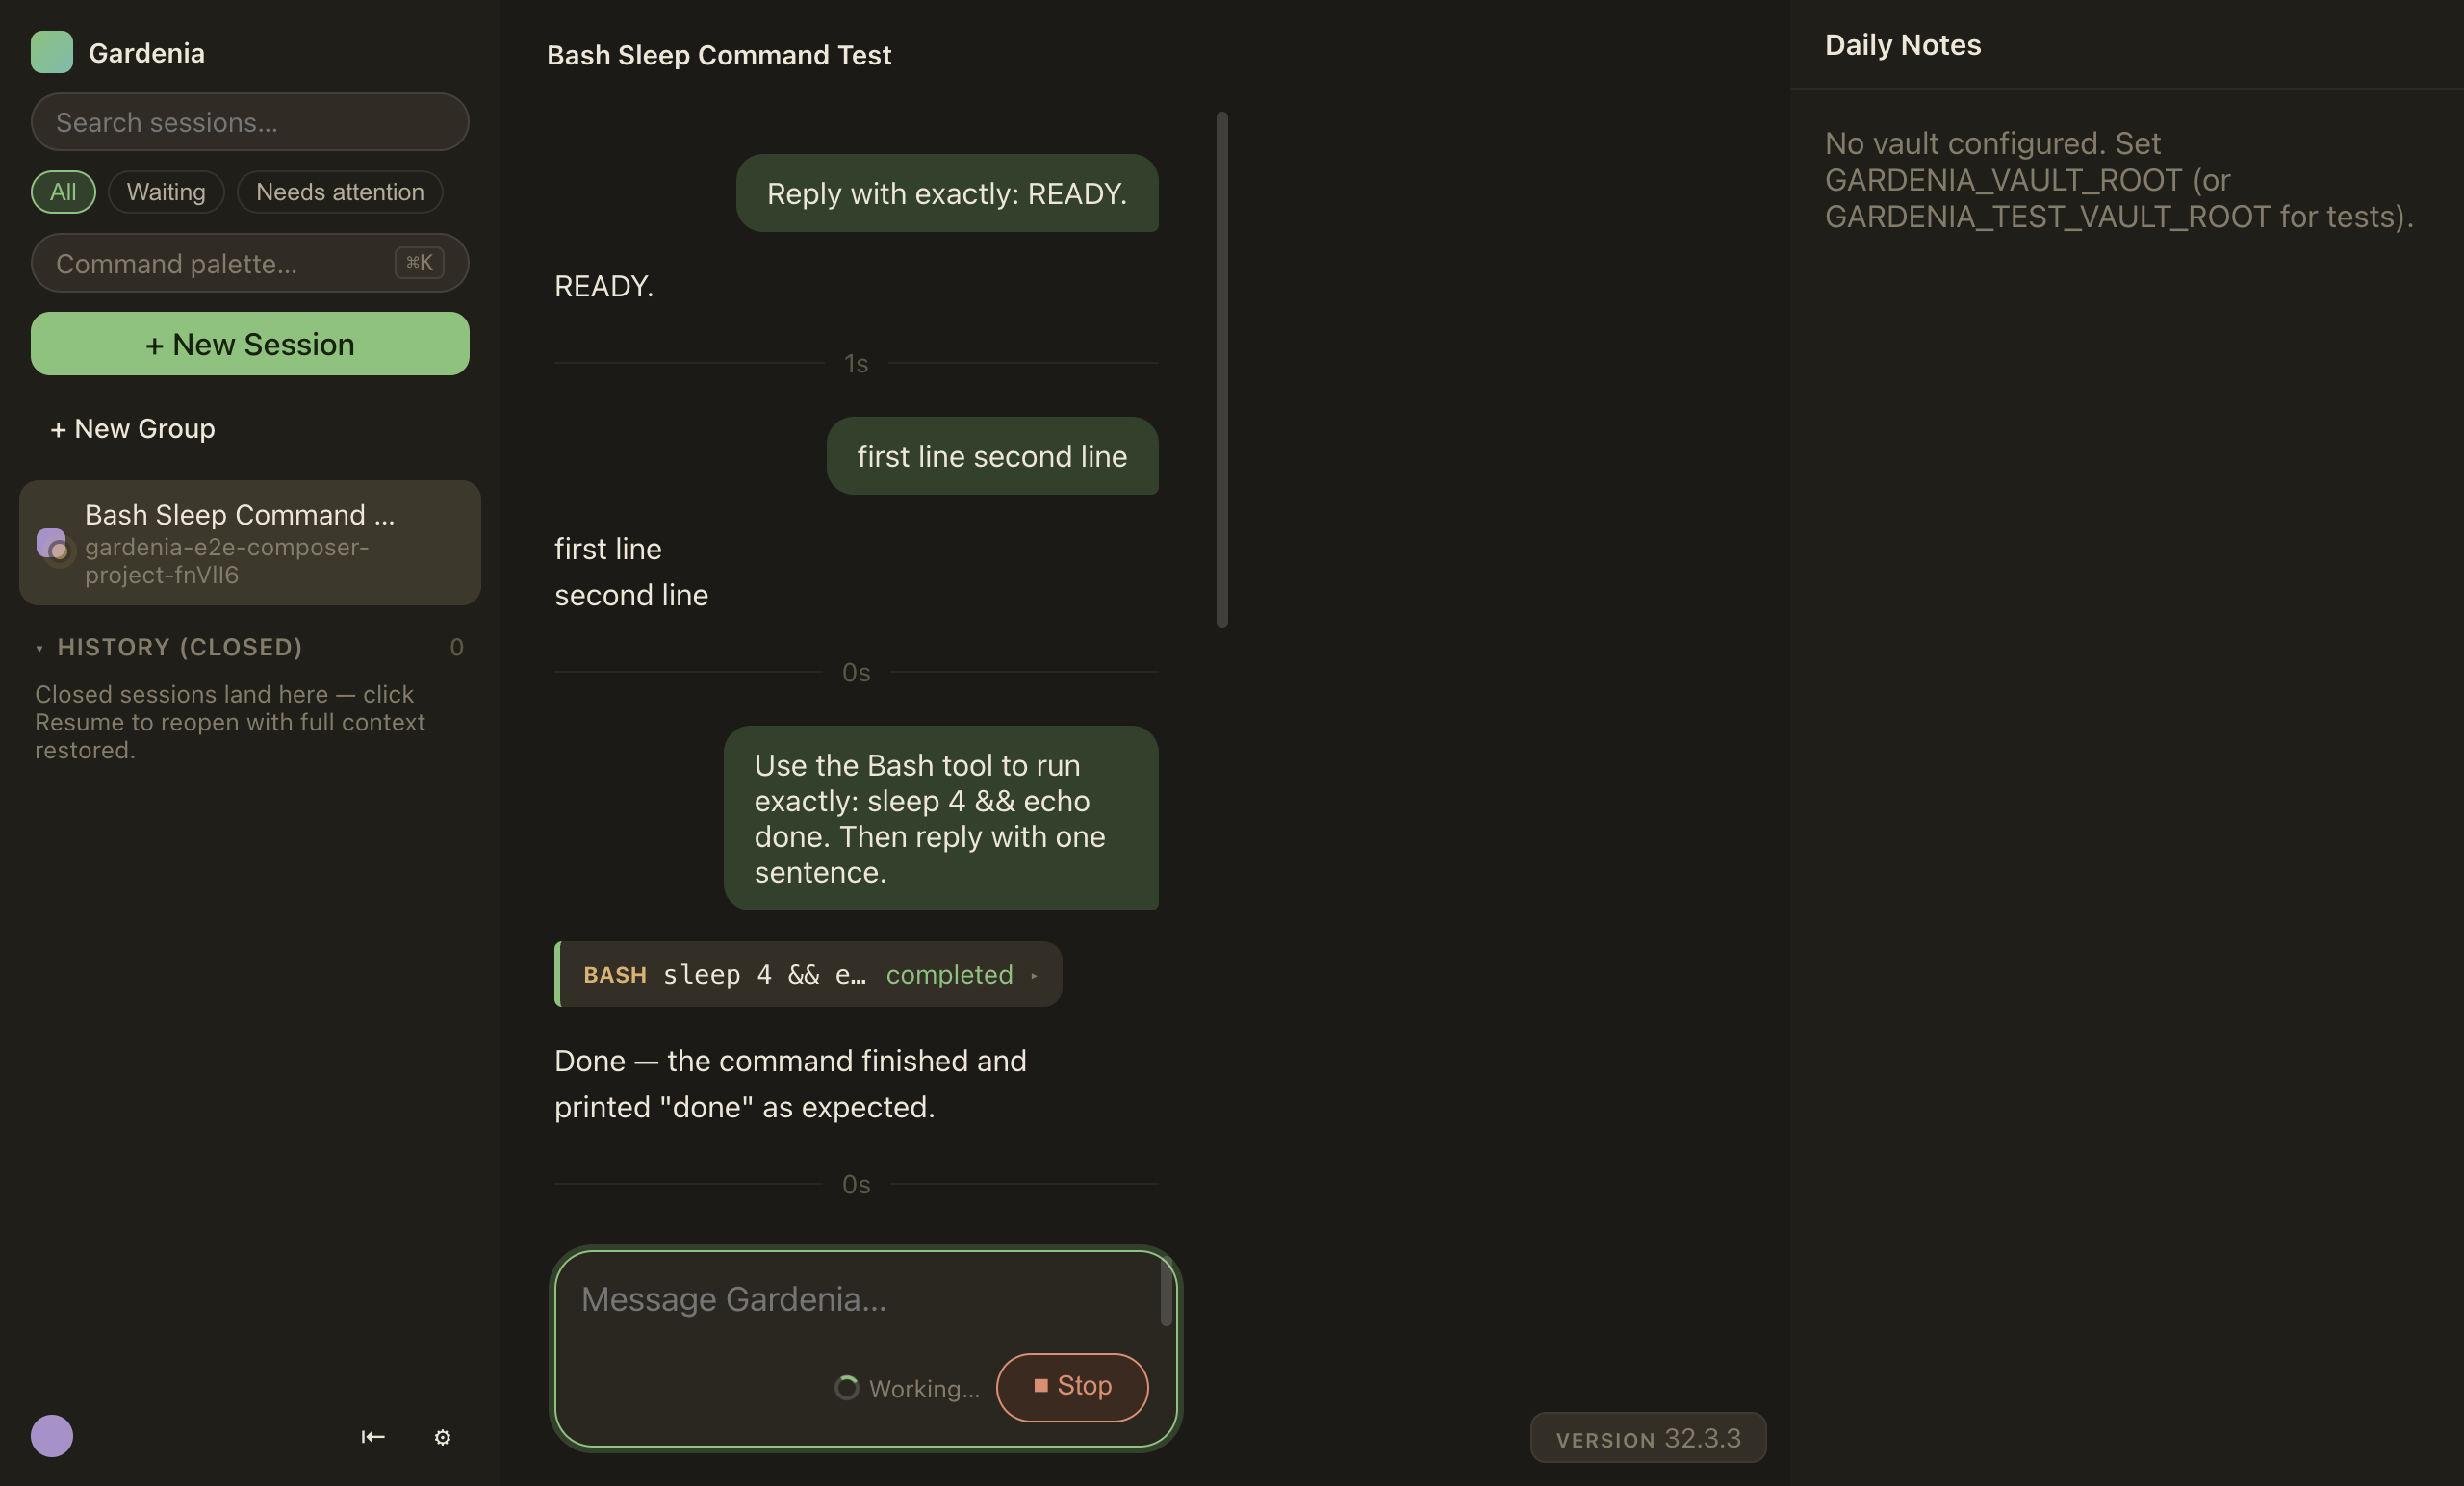 Gardenia
Search sessions...
All
Waiting
Needs attention
Command palette...
⌘K
+ New Session
+ New Group
Bash Sleep Command ...
gardenia-e2e-composer-
project-fnVlI6
HISTORY (CLOSED)
0
Closed sessions land here — click
Resume to reopen with full context
restored.
Bash Sleep Command Test
Reply with exactly: READY.
READY.
1s
first line second line
first line
second line
0s
Use the Bash tool to run
exactly: sleep 4 && echo
done. Then reply with one
sentence.
BASH sleep 4 && e… completed
Done — the command finished and
printed "done" as expected.
0s
Message Gardenia...
Working...
Stop
VERSION 32.3.3
Daily Notes
No vault configured. Set
GARDENIA_VAULT_ROOT (or
GARDENIA_TEST_VAULT_ROOT for tests).